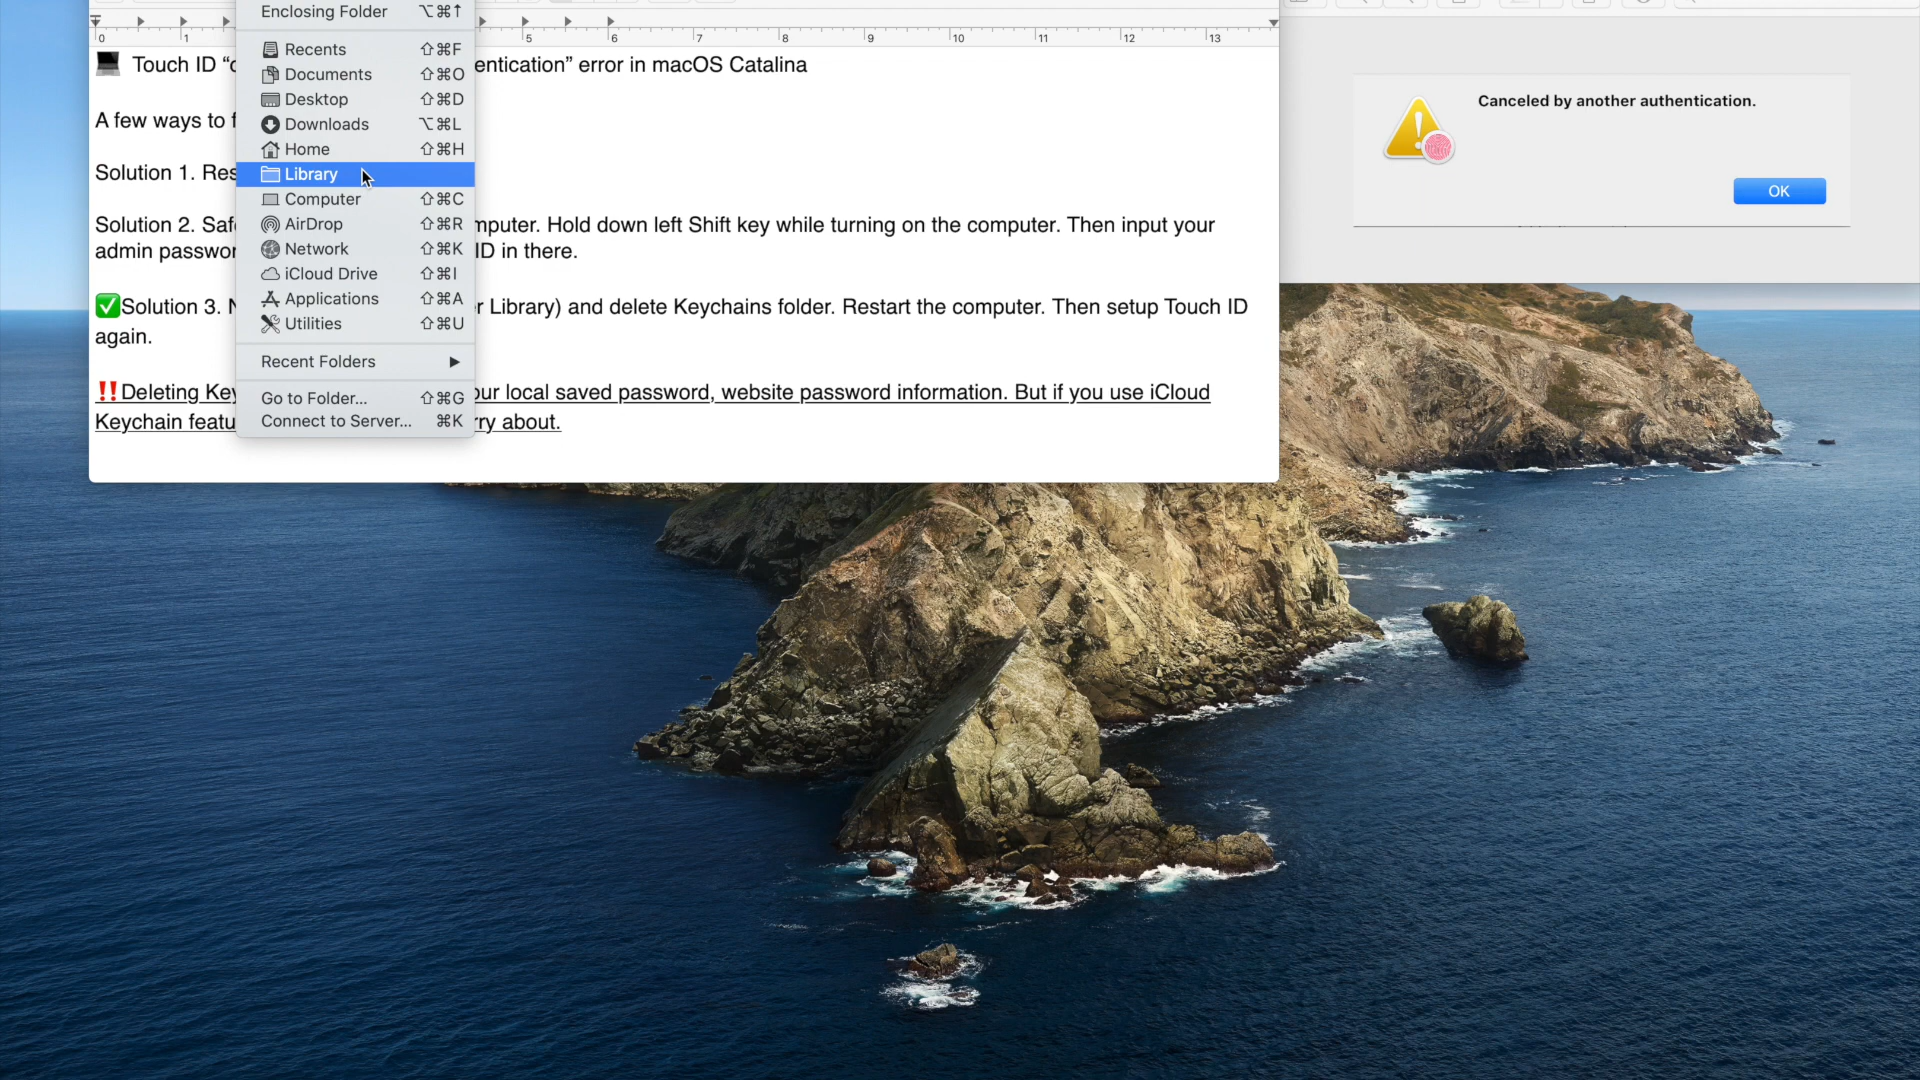 Enclosing Folder ⌥⌘↑
0 1 5 6 7 8 9 10 11 12 13
Recents ⇧⌘F
Touch ID “c
entication” error in macOS Catalina
Documents ⇧⌘O
Desktop ⇧⌘D
A few ways to f
Downloads ⌥⌘L
Home ⇧⌘H
Solution 1. Res
Library
Computer ⇧⌘C
Solution 2. Saf
AirDrop ⇧⌘R
mputer. Hold down left Shift key while turning on the computer. Then input your
admin passwor
Network ⇧⌘K
ID in there.
iCloud Drive ⇧⌘I
✅Solution 3. N
Applications ⇧⌘A
r Library) and delete Keychains folder. Restart the computer. Then setup Touch ID
again.
Utilities ⇧⌘U
Recent Folders ▶
‼️Deleting Key
Go to Folder... ⇧⌘G
our local saved password, website password information. But if you use iCloud
Keychain featu
Connect to Server... ⌘K
rry about.
Canceled by another authentication.
OK